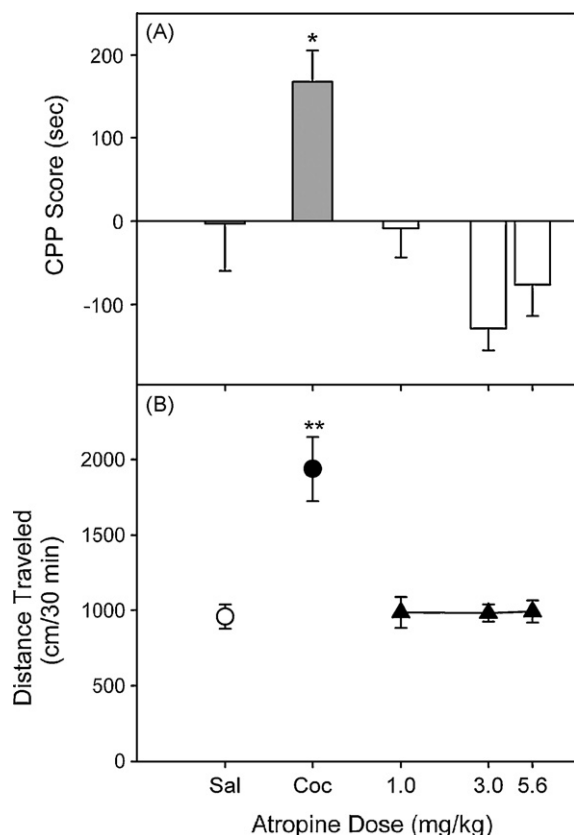 (A)
*
200
100
0
-100
CPP Score (sec)
(B)
**
2000
1500
1000
500
0
Distance Traveled
(cm/30 min)
Sal Coc 1.0 3.0 5.6
Atropine Dose (mg/kg)